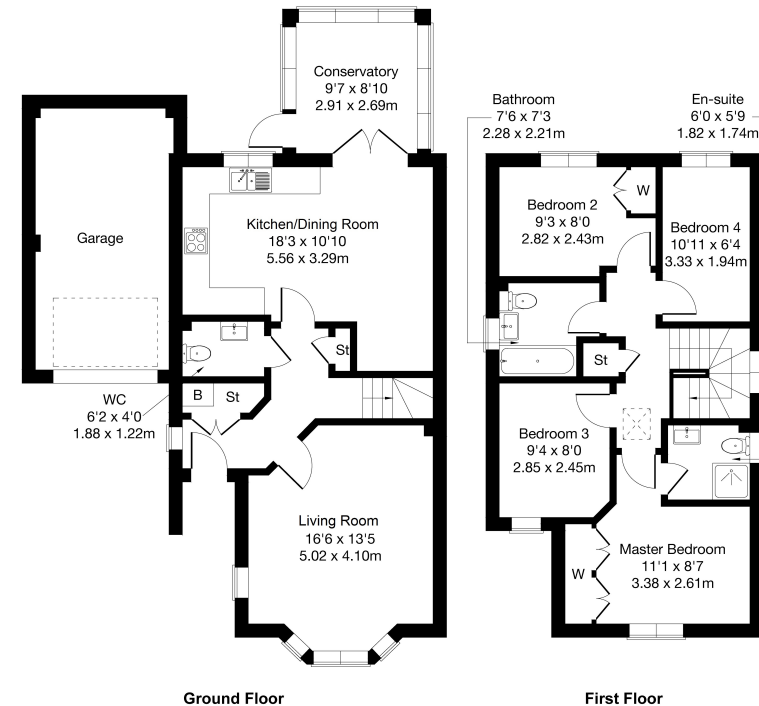 Conservatory
9'7 x 8'10
2.91 x 2.69m
Garage
Kitchen/Dining Room
18'3 x 10'10
5.56 x 3.29m
St
WC
6'2 x 4'0
1.88 x 1.22m
B
St
Living Room
16'6 x 13'5
5.02 x 4.10m
Ground Floor
Bathroom
7'6 x 7'3
2.28 x 2.21m
En-suite
6'0 x 5'9
1.82 x 1.74m
Bedroom 2
9'3 x 8'0
2.82 x 2.43m
W
Bedroom 4
10'11 x 6'4
3.33 x 1.94m
St
Bedroom 3
9'4 x 8'0
2.85 x 2.45m
W
Master Bedroom
11'1 x 8'7
3.38 x 2.61m
First Floor